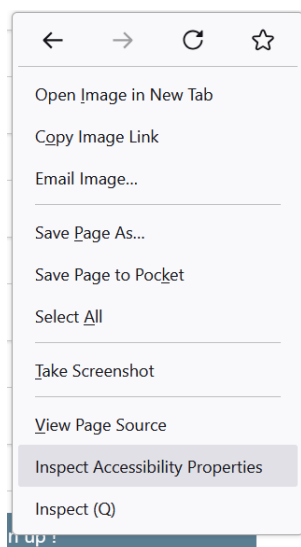 Open Image in New Tab
Copy Image Link
Email Image...
Save Page As...
Save Page to Pocket
Select All
Take Screenshot
View Page Source
Inspect Accessibility Properties
Inspect (Q)
n up !